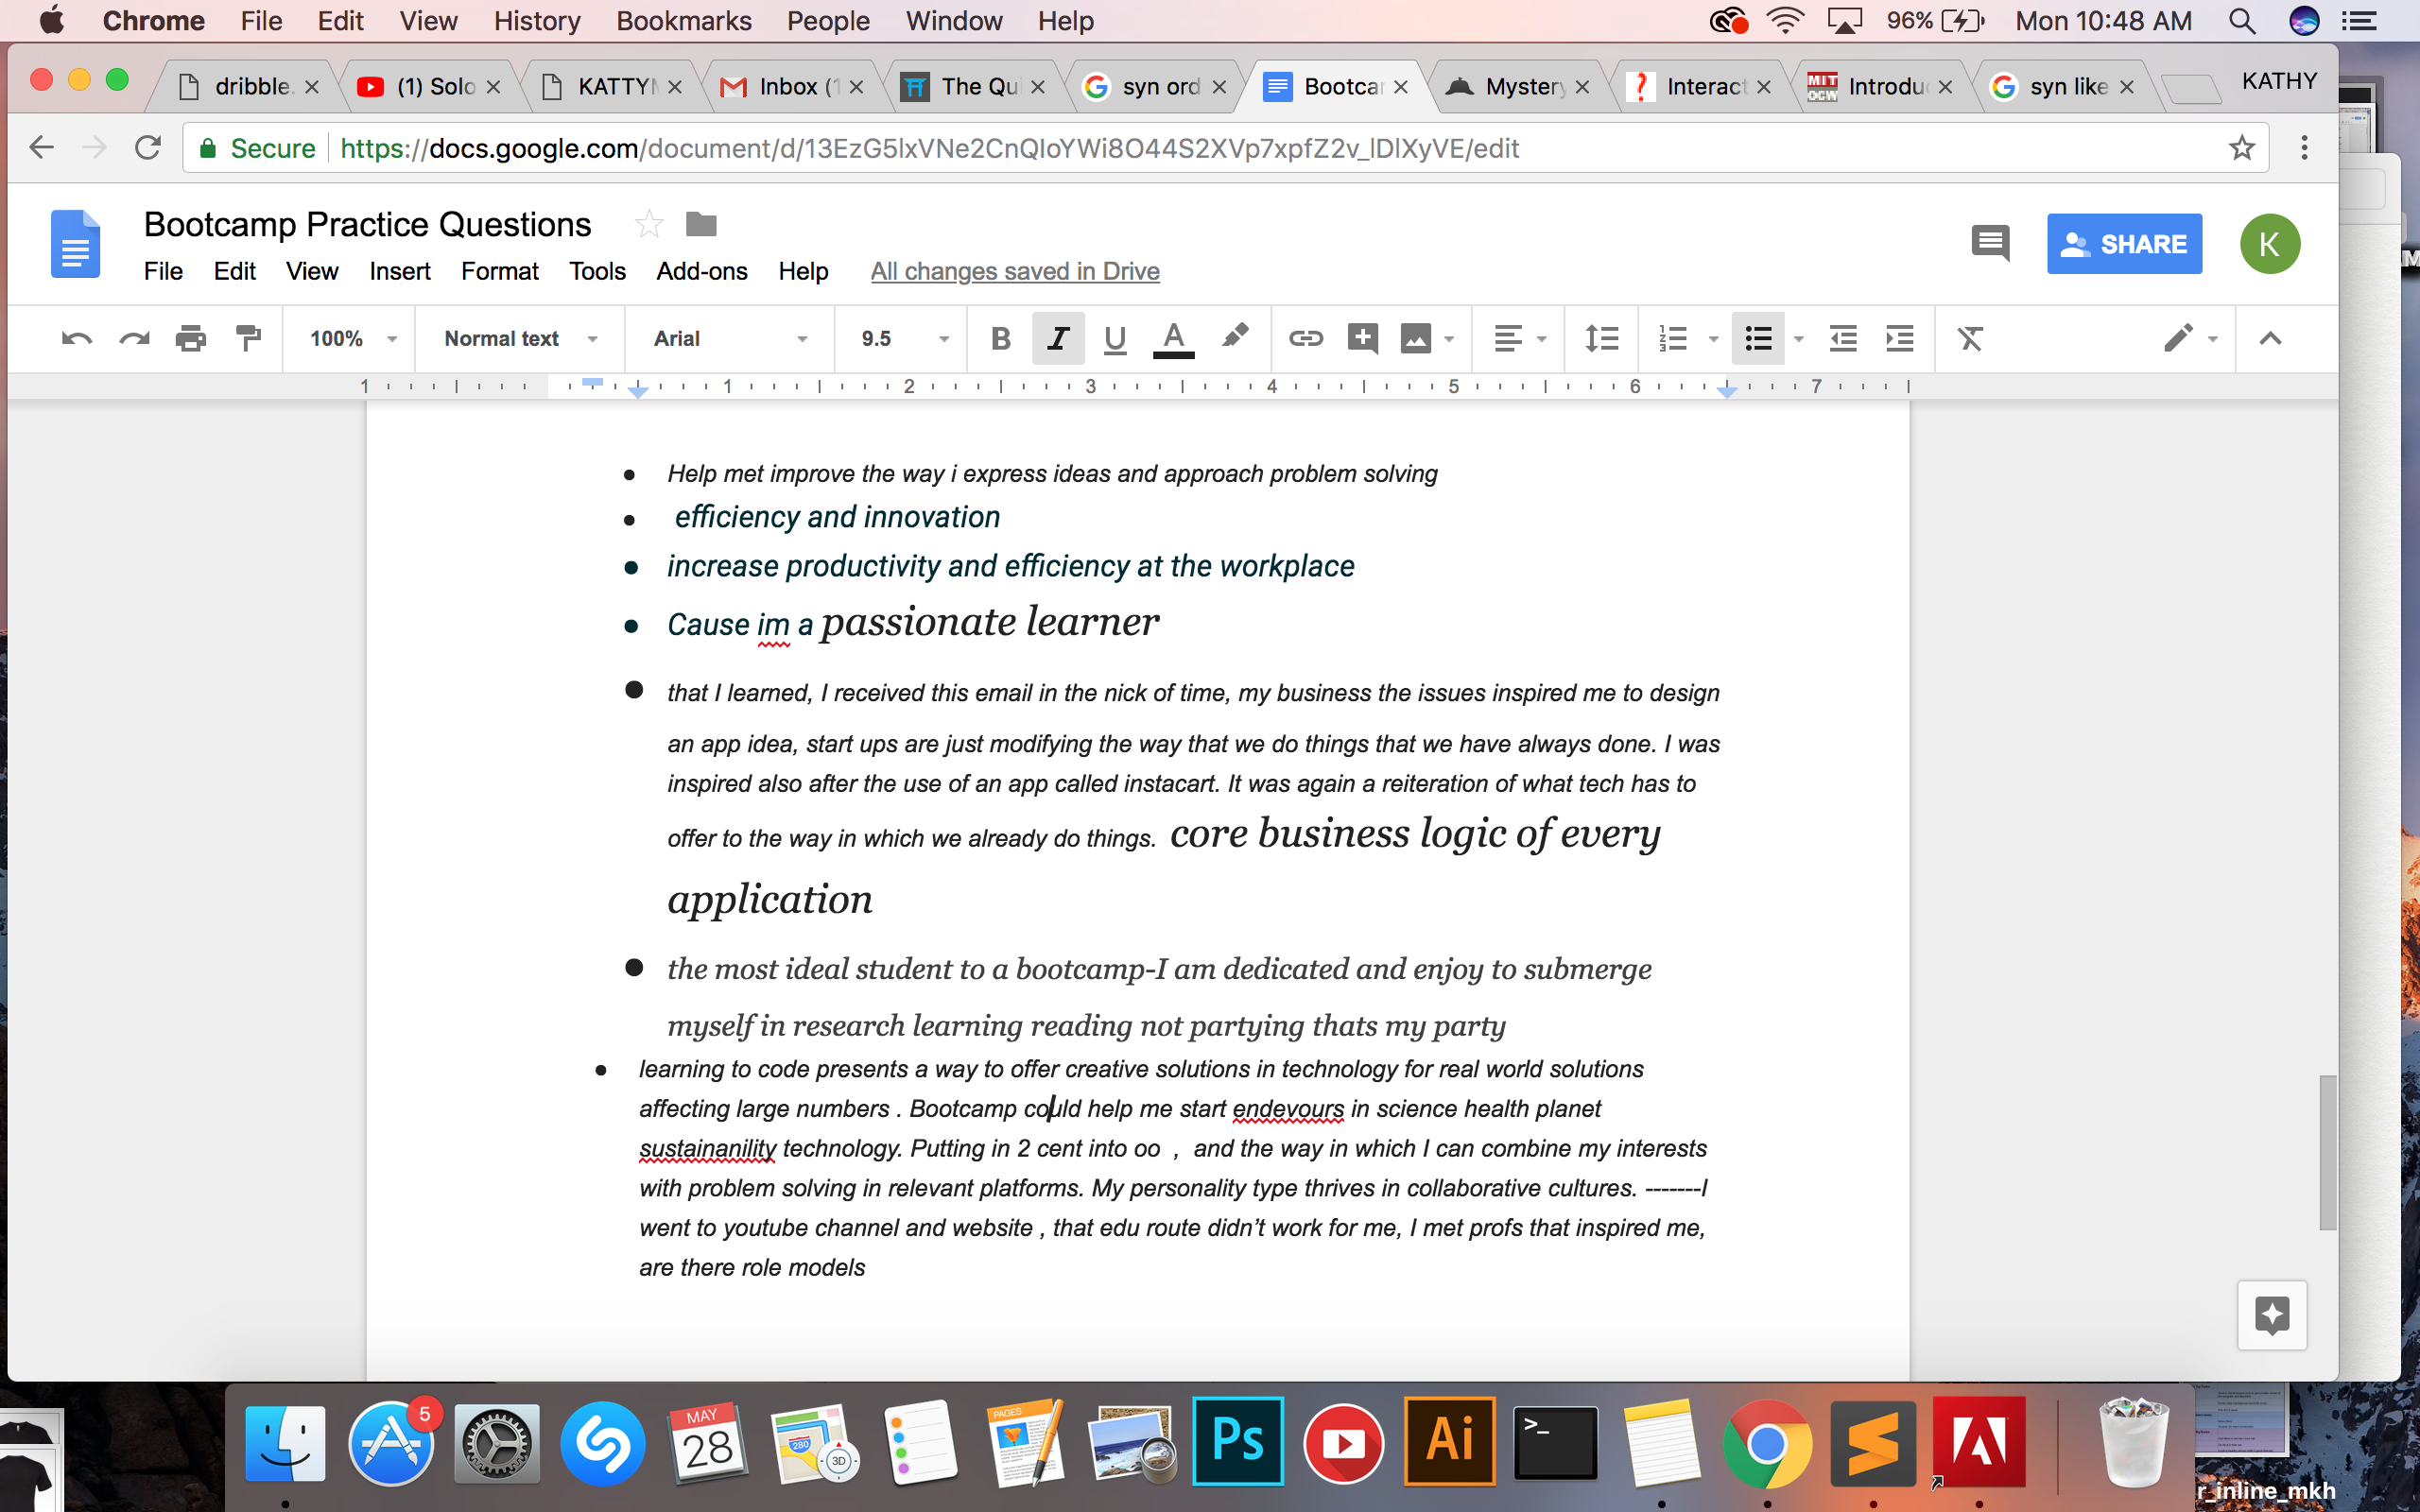 Chrome File Edit View History Bookmarks People Window Help 96% Mon 10:48 AM
dribble. (1) Solo KATTY Inbox (1 The Qui syn ord Bootcar Mystery Interact MIT OCW Introdu syn like KATHY
Secure https://docs.google.com/document/d/13EzG5lxVNe2CnQIoYWi8O44S2XVp7xpfZ2v_lDlXyVE/edit
Bootcamp Practice Questions
File Edit View Insert Format Tools Add-ons Help All changes saved in Drive SHARE K
100% Normal text Arial 9.5 B I U A
1 1 2 3 4 5 6 7
Help met improve the way i express ideas and approach problem solving
efficiency and innovation
increase productivity and efficiency at the workplace
Cause im a passionate learner
that I learned, I received this email in the nick of time, my business the issues inspired me to design
an app idea, start ups are just modifying the way that we do things that we have always done. I was
inspired also after the use of an app called instacart. It was again a reiteration of what tech has to
offer to the way in which we already do things. core business logic of every
application
the most ideal student to a bootcamp-I am dedicated and enjoy to submerge
myself in research learning reading not partying thats my party
learning to code presents a way to offer creative solutions in technology for real world solutions
affecting large numbers . Bootcamp could help me start endevours in science health planet
sustainanility technology. Putting in 2 cent into oo , and the way in which I can combine my interests
with problem solving in relevant platforms. My personality type thrives in collaborative cultures. -------I
went to youtube channel and website , that edu route didn't work for me, I met profs that inspired me,
are there role models
5 MAY 28 280 3D PAGES Ps Ai >_
r_inline_mkh